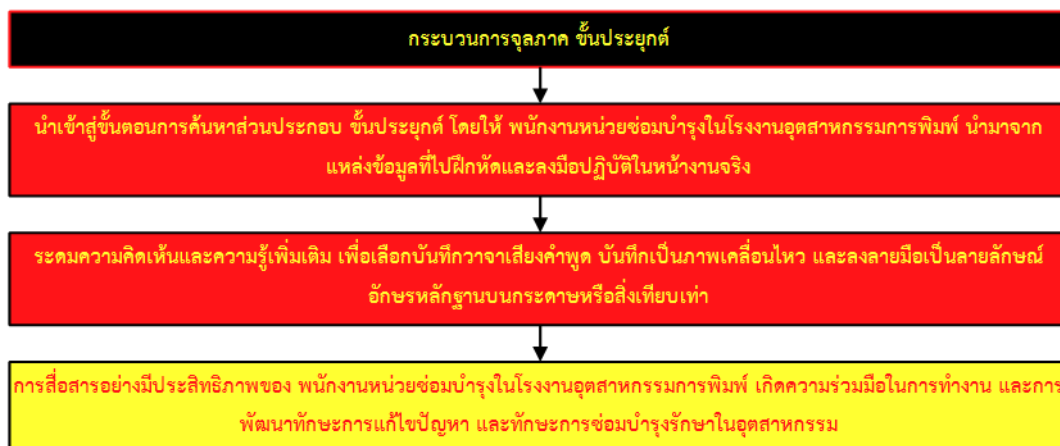 กระบวนการจุลภาค ขั้นประยุกต์
นำเข้าสู่ขั้นตอนการค้นหาส่วนประกอบ ขั้นประยุกต์ โดยให้ พนักงานหน่วยซ่อมบำรุงในโรงงานอุตสาหกรรมการพิมพ์ นำมาจาก
แหล่งข้อมูลที่ไปฝึกหัดและลงมือปฏิบัติในหน้างานจริง
ระดมความคิดเห็นและความรู้เพิ่มเติม เพื่อเลือกบันทึกวาจาเสียงคำพูด บันทึกเป็นภาพเคลื่อนไหว และลงลายมือเป็นลายลักษณ์
อักษรหลักฐานบนกระดาษหรือสิ่งเทียบเท่า
การสื่อสารอย่างมีประสิทธิภาพของ พนักงานหน่วยซ่อมบำรุงในโรงงานอุตสาหกรรมการพิมพ์ เกิดความร่วมมือในการทำงาน และการ
พัฒนาทักษะการแก้ไขปัญหา และทักษะการซ่อมบำรุงรักษาในอุตสาหกรรม